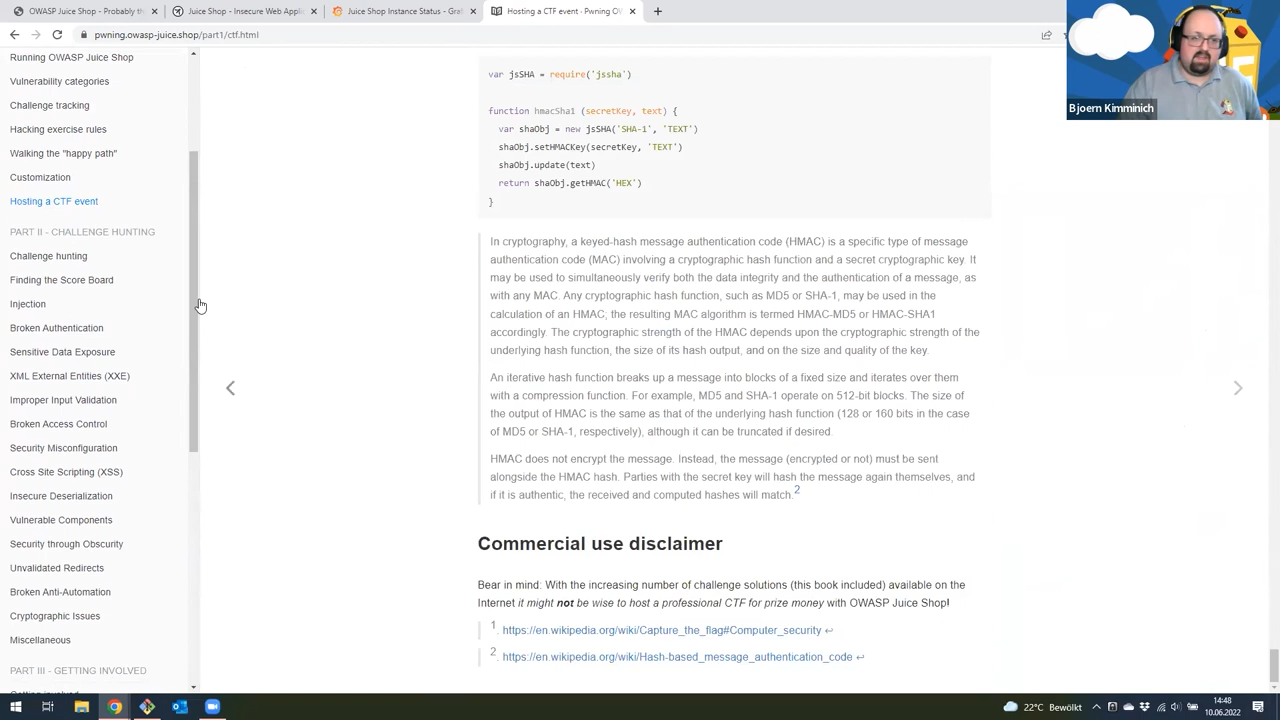 OWASP Juice Shop - Probably th
Juice Shop - Insecure Web Applic
Juice Shop Instance Status - Graf
Hosting a CTF event · Pwning OW
pwning.owasp-juice.shop/part1/ctf.html
Running OWASP Juice Shop
Vulnerability categories
Challenge tracking
Hacking exercise rules
Walking the "happy path"
Customization
Hosting a CTF event
PART II - CHALLENGE HUNTING
Challenge hunting
Finding the Score Board
Injection
Broken Authentication
Sensitive Data Exposure
XML External Entities (XXE)
Improper Input Validation
Broken Access Control
Security Misconfiguration
Cross Site Scripting (XSS)
Insecure Deserialization
Vulnerable Components
Security through Obscurity
Unvalidated Redirects
Broken Anti-Automation
Cryptographic Issues
Miscellaneous
PART III - GETTING INVOLVED
Getting involved
var jsSHA = require('jssha')
function hmacSha1 (secretKey, text) {
var shaObj = new jsSHA('SHA-1', 'TEXT')
shaObj.setHMACKey(secretKey, 'TEXT')
shaObj.update(text)
return shaObj.getHMAC('HEX')
}
In cryptography, a keyed-hash message authentication code (HMAC) is a specific type of message
authentication code (MAC) involving a cryptographic hash function and a secret cryptographic key. It
may be used to simultaneously verify both the data integrity and the authentication of a message, as
with any MAC. Any cryptographic hash function, such as MD5 or SHA-1, may be used in the
calculation of an HMAC; the resulting MAC algorithm is termed HMAC-MD5 or HMAC-SHA1
accordingly. The cryptographic strength of the HMAC depends upon the cryptographic strength of the
underlying hash function, the size of its hash output, and on the size and quality of the key.
An iterative hash function breaks up a message into blocks of a fixed size and iterates over them
with a compression function. For example, MD5 and SHA-1 operate on 512-bit blocks. The size of
the output of HMAC is the same as that of the underlying hash function (128 or 160 bits in the case
of MD5 or SHA-1, respectively), although it can be truncated if desired.
HMAC does not encrypt the message. Instead, the message (encrypted or not) must be sent
alongside the HMAC hash. Parties with the secret key will hash the message again themselves, and
if it is authentic, the received and computed hashes will match.2
Commercial use disclaimer
Bear in mind: With the increasing number of challenge solutions (this book included) available on the
Internet it might not be wise to host a professional CTF for prize money with OWASP Juice Shop!
1. https://en.wikipedia.org/wiki/Capture_the_flag#Computer_security ↩
2. https://en.wikipedia.org/wiki/Hash-based_message_authentication_code ↩
Bjoern Kimminich
22°C Bewölkt
14:48
10.06.2022